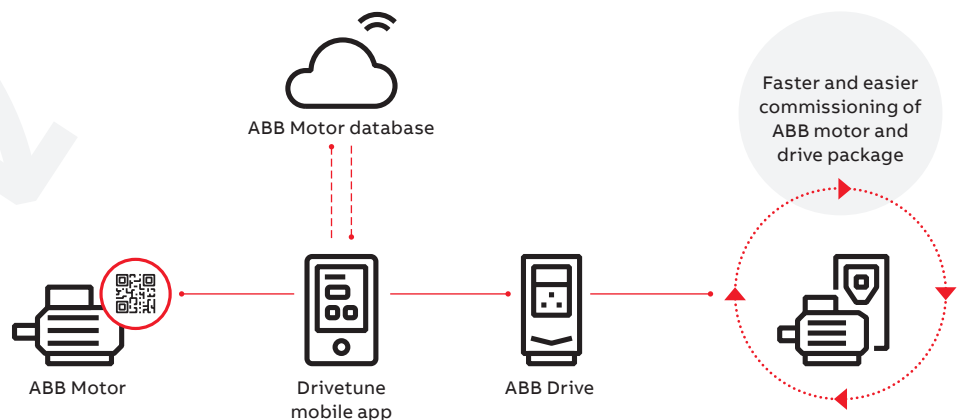 ABB Motor database
Faster and easier
commissioning of
ABB motor and
drive package
ABB Motor
Drivetune
mobile app
ABB Drive